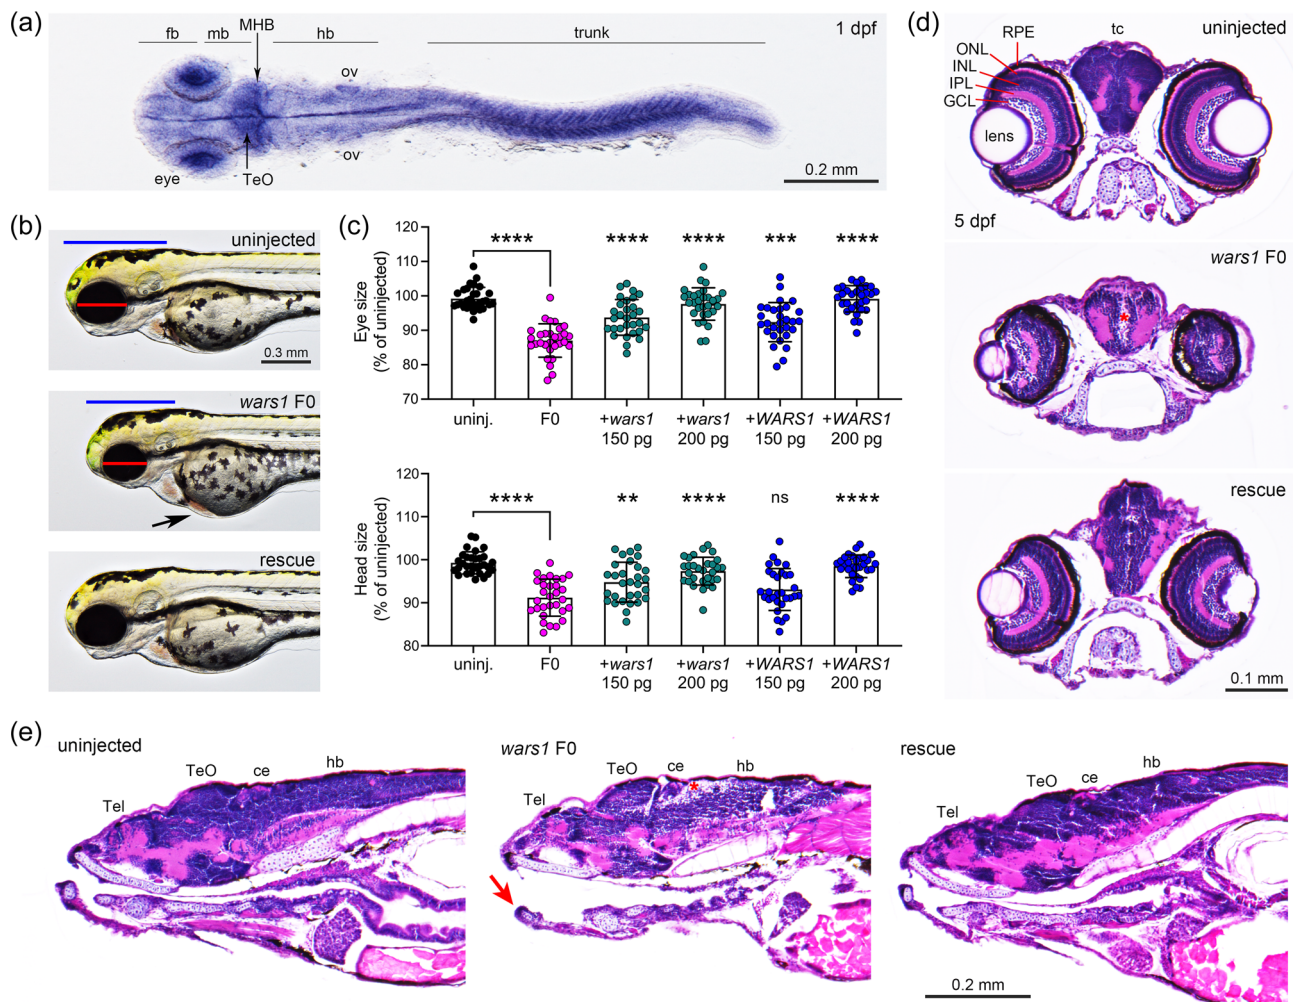 (a)
fb
mb
MHB
hb
trunk
1 dpf
ov
ov
eye
TeO
0.2 mm
(b)
uninjected
0.3 mm
wars1 F0
rescue
(c)
120
110
100
90
80
70
Eye size
(% of uninjected)
****
****
****
***
****
uninj.
F0
+wars1
150 pg
+wars1
200 pg
+WARS1
150 pg
+WARS1
200 pg
120
110
100
90
80
Head size
(% of uninjected)
****
**
****
ns
****
uninj.
F0
+wars1
150 pg
+wars1
200 pg
+WARS1
150 pg
+WARS1
200 pg
(d)
uninjected
tc
RPE
ONL
INL
IPL
GCL
lens
5 dpf
wars1 F0
*
rescue
0.1 mm
(e)
uninjected
Tel
TeO
ce
hb
wars1 F0
Tel
TeO
ce
hb
*
rescue
Tel
TeO
ce
hb
0.2 mm